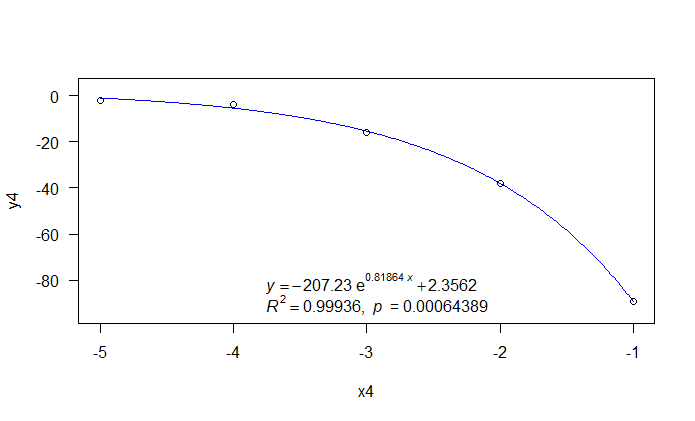 y4
0
-20
-40
-60
-80
y = −207.23 e^0.81864 x +2.3562
R² = 0.99936, p = 0.00064389
-5 -4 -3 -2 -1
x4